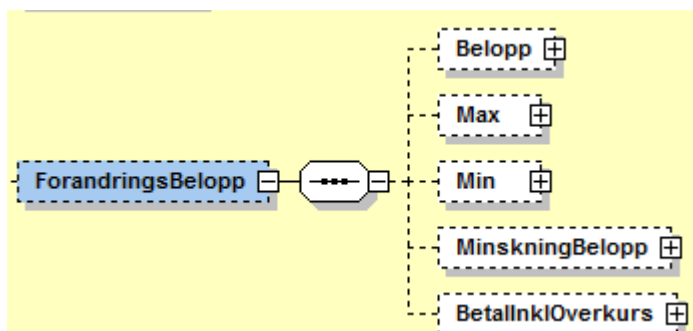 Belopp
Max
ForandringsBelopp
Min
MinskningBelopp
BetalInklOverkurs